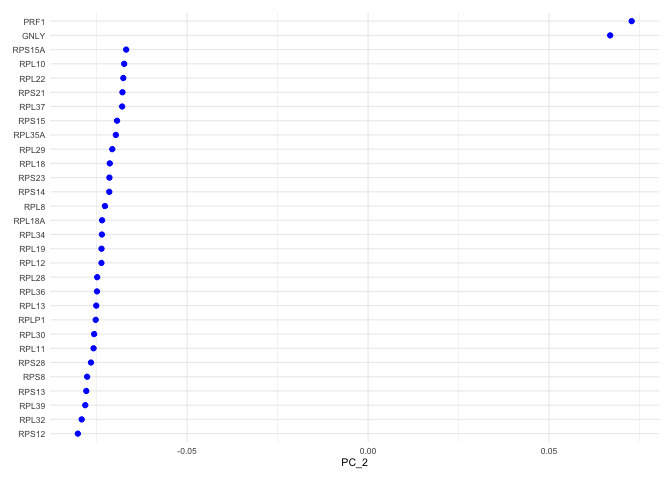 PRF1
GNLY
RPS15A
RPL10
RPL22
RPS21
RPL37
RPS15
RPL35A
RPL29
RPL18
RPS23
RPS14
RPL8
RPL18A
RPL34
RPL19
RPL12
RPL28
RPL36
RPL13
RPLP1
RPL30
RPL11
RPS28
RPS8
RPS13
RPL39
RPL32
RPS12
-0.05 0.00 0.05
PC_2